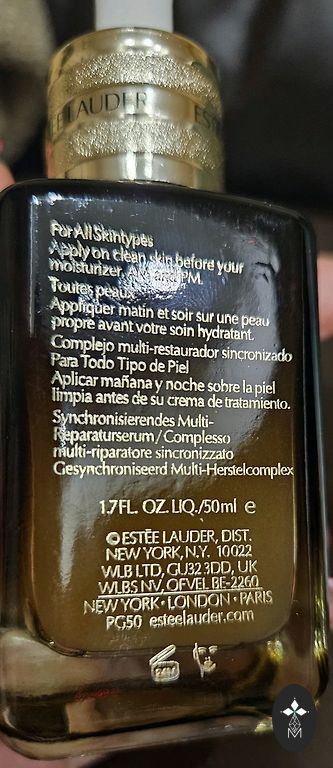 ESTEE LAUDER
For All Skintypes
Apply on clean skin before your
moisturizer, AM and PM.
Toutes peaux
Appliquer matin et soir sur une peau
propre avant votre soin hydratant.
Complejo multi-restaurador sincronizado
Para Todo Tipo de Piel
Aplicar mañana y noche sobre la piel
limpia antes de su crema de tratamiento.
Synchronisierendes Multi-
Reparaturserum/Complesso
multi-riparatore sincronizzato
Gesynchroniseerd Multi-Herstelcomplex
1.7FL. OZ. LIQ./50ml e
©ESTĒE LAUDER, DIST.
NEW YORK, N.Y. 10022
WLB LTD, GU32 3DD, UK
WLBS NV. OEVEL BE-2260
NEW YORK·LONDON·PARIS
PG50 esteelauder.com